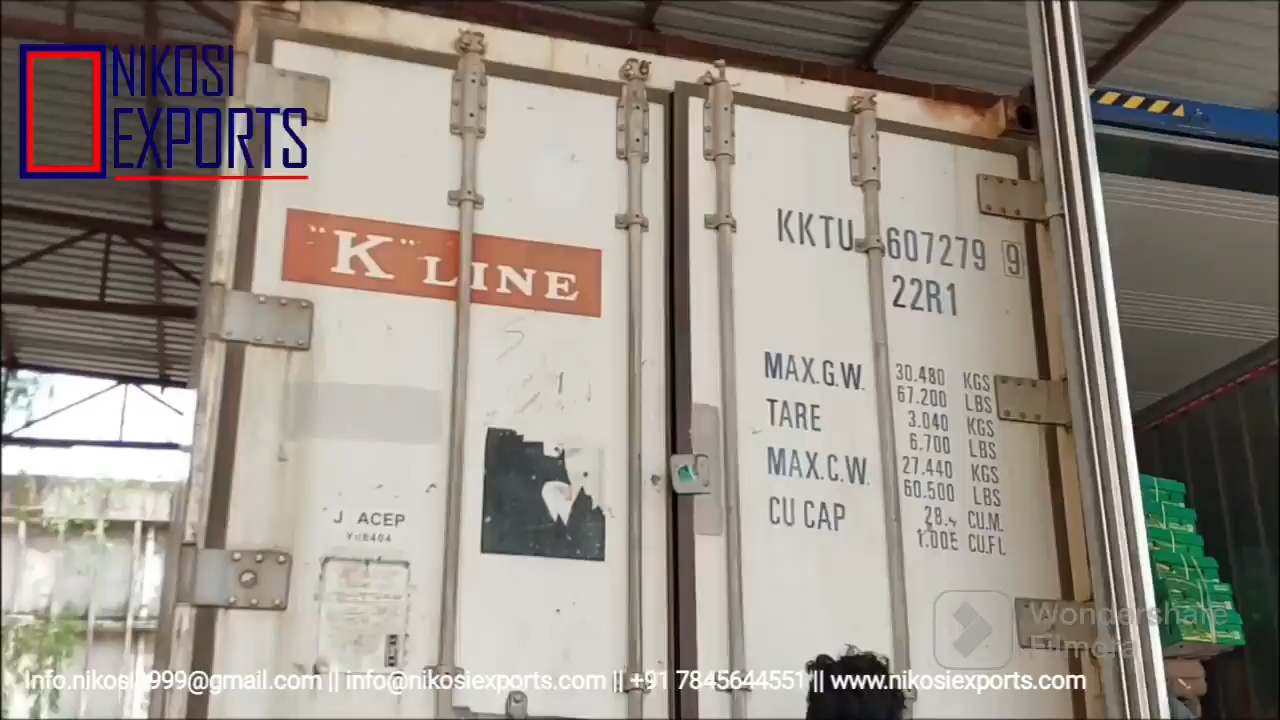 NIKOSI
EXPORTS
"K" LINE
KKTU 607279 9
22R1
MAX.G.W. 30.480 KGS
67.200 LBS
TARE 3.040 KGS
6.700 LBS
MAX.C.W. 27.440 KGS
60.500 LBS
CU CAP 28. CU.M.
CU.FT.
J ACEP
Wondershare
Filmora
|| info@nikosiexports.com || +91 7845644551 || www.nikosiexports.com